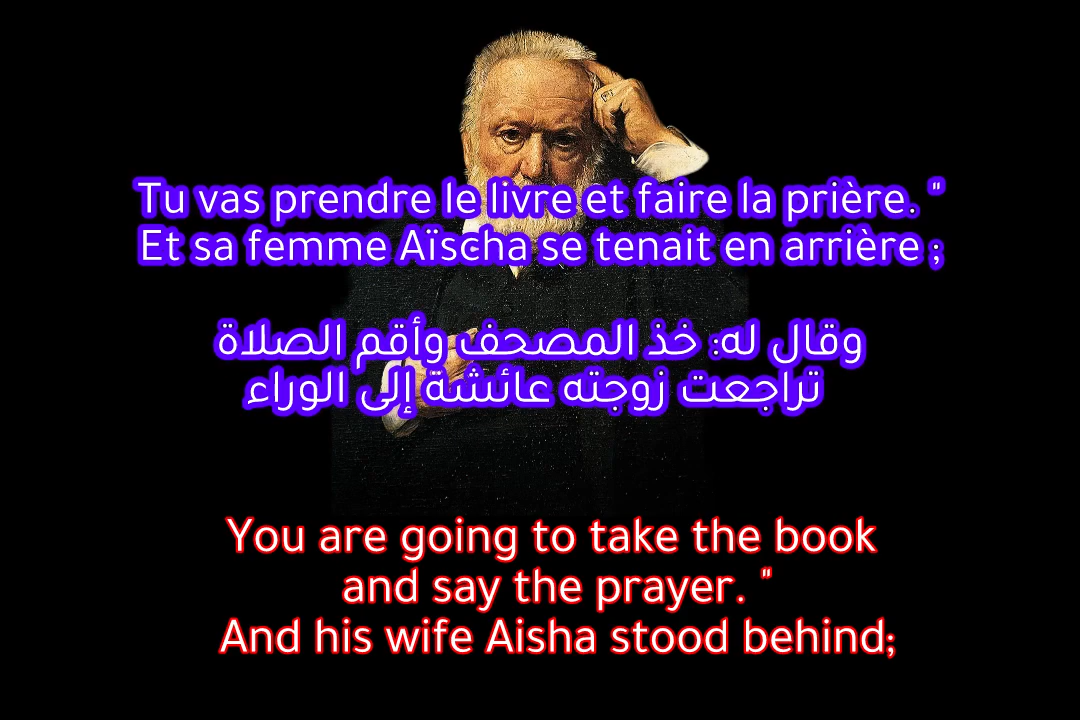 Tu vas prendre le livre et faire la prière. "
Et sa femme Aïscha se tenait en arrière ;
وقال له: خذ المصحف وأقم الصلاة
تراجعت زوجته عائشة إلى الوراء
You are going to take the book
and say the prayer. "
And his wife Aisha stood behind;